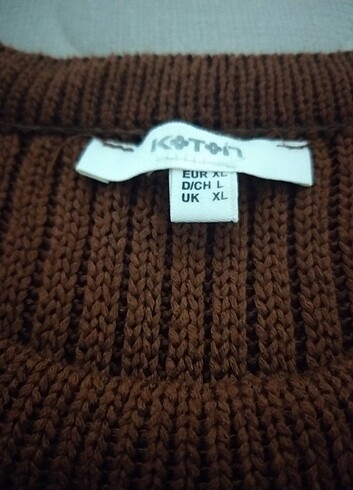 KOTON
EUR XL
D/CH L
UK XL